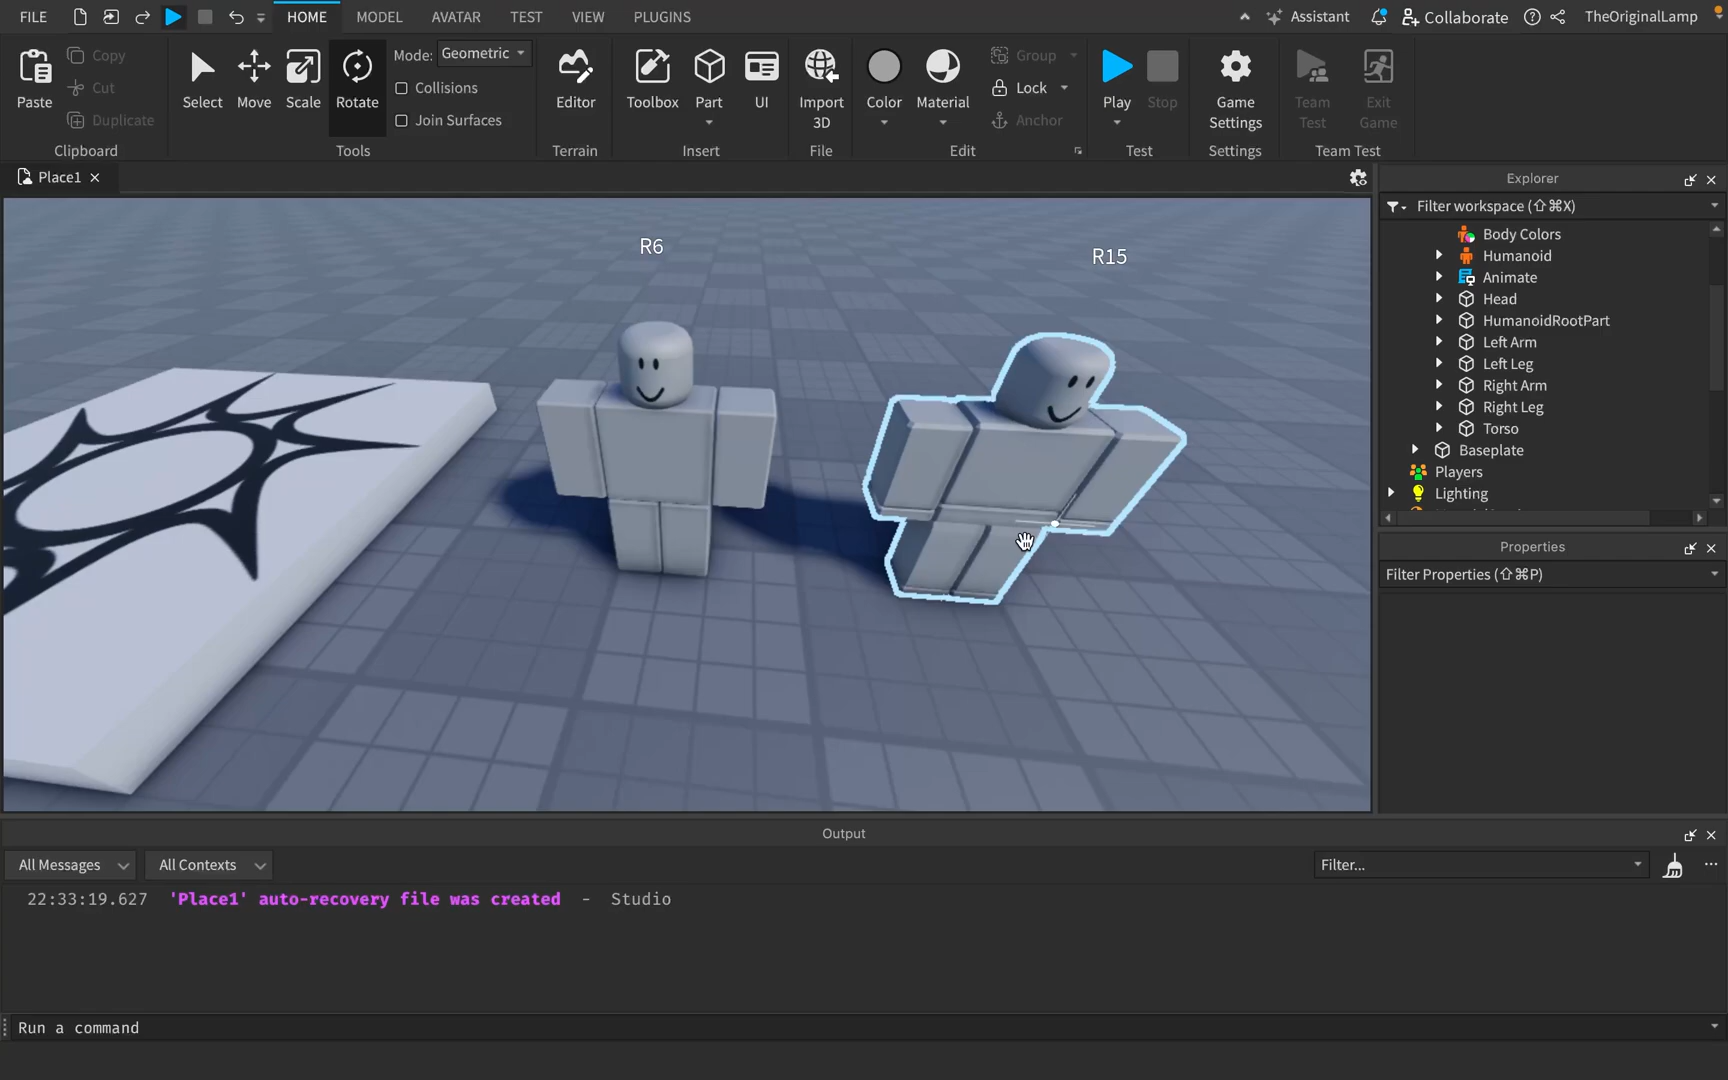 FILE HOME MODEL AVATAR TEST VIEW PLUGINS Assistant Collaborate TheOriginalLamp
Paste
Copy
Cut
Duplicate
Clipboard
Select Move Scale Rotate
Mode: Geometric
Collisions
Join Surfaces
Tools
Editor
Terrain
Toolbox Part UI
Insert
Import
3D
File
Color Material
Group
Lock
Anchor
Edit
Play Stop
Test
Game
Settings
Settings
Team
Test
Exit
Game
Team Test
Place1
R6
R15
Explorer
Filter workspace (⇧⌘X)
Body Colors
Humanoid
Animate
Head
HumanoidRootPart
Left Arm
Left Leg
Right Arm
Right Leg
Torso
Baseplate
Players
Lighting
Properties
Filter Properties (⇧⌘P)
Output
All Messages All Contexts Filter...
22:33:19.627 'Place1' auto-recovery file was created - Studio
Run a command